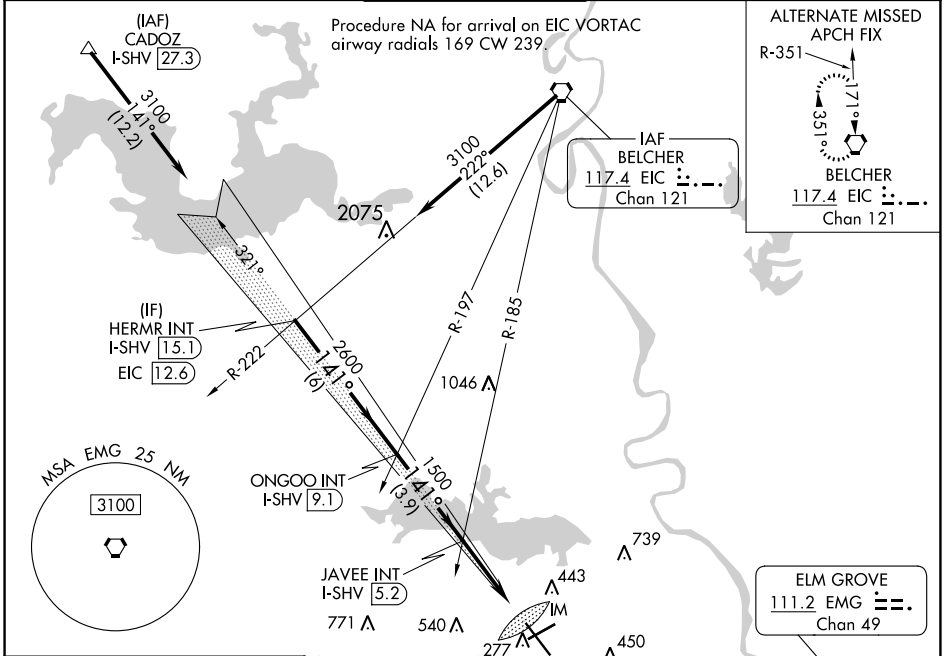 (IAF)
CADOZ
I-SHV 27.3
3100
141°
(12.2)
Procedure NA for arrival on EIC VORTAC
airway radials 169 CW 239.
ALTERNATE MISSED
APCH FIX
R-351
171°
351°
BELCHER
117.4 EIC
Chan 121
IAF
BELCHER
117.4 EIC
Chan 121
3100
222°
(12.6)
2075
321°
(IF)
HERMR INT
I-SHV 15.1
EIC 12.6
R-222
2600
141°
(6)
R-197
R-185
1046
MSA EMG 25 NM
3100
ONGOO INT
I-SHV 9.1
1500
141°
(3.9)
JAVEE INT
I-SHV 5.2
739
443
IM
771
540
277
450
ELM GROVE
111.2 EMG
Chan 49